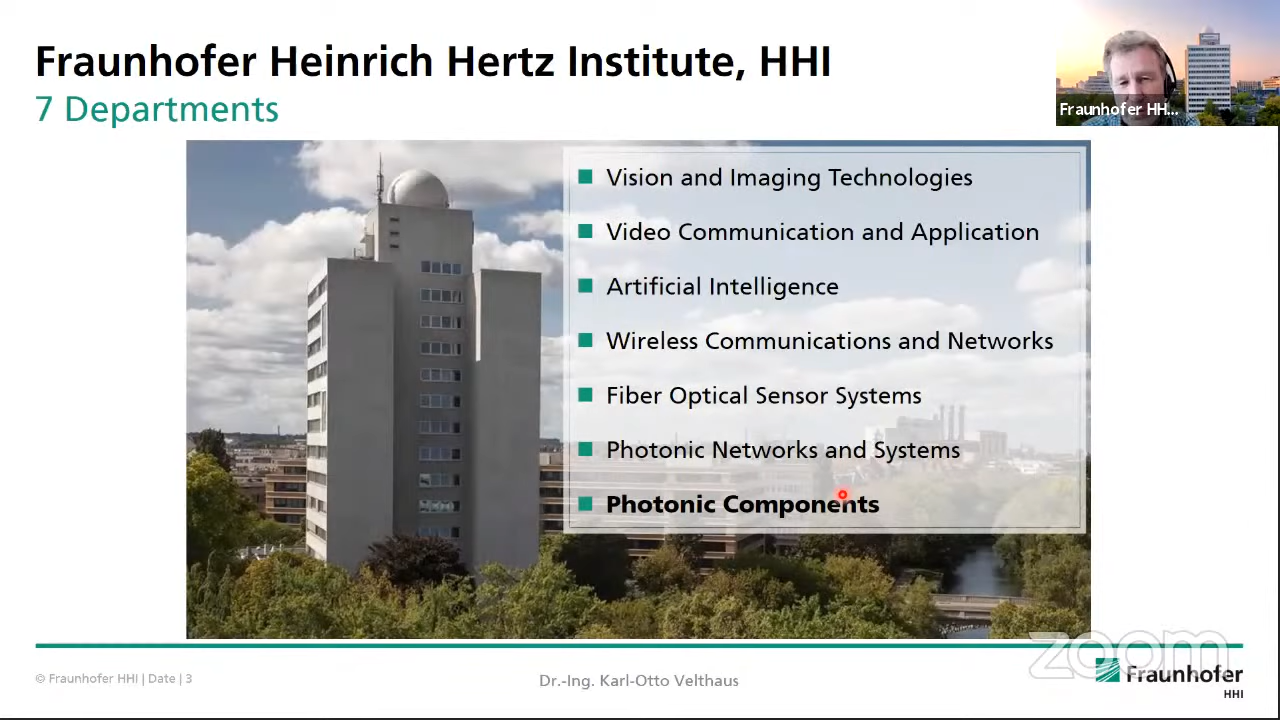 Fraunhofer Heinrich Hertz Institute, HHI
7 Departments
Fraunhofer HH...
Vision and Imaging Technologies
Video Communication and Application
Artificial Intelligence
Wireless Communications and Networks
Fiber Optical Sensor Systems
Photonic Networks and Systems
Photonic Components
© Fraunhofer HHI | Date | 3
Dr.-Ing. Karl-Otto Velthaus
zoom
Fraunhofer
HHI